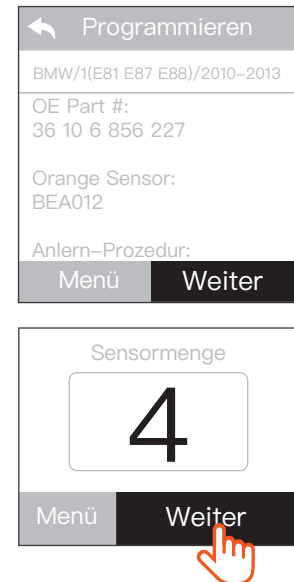 Programmieren
BMW/1(E81 E87 E88)/2010–2013
OE Part #:
36 10 6 856 227
Orange Sensor:
BEA012
Anlern–Prozedur:
Menü Weiter
Sensormenge
4
Menü Weiter